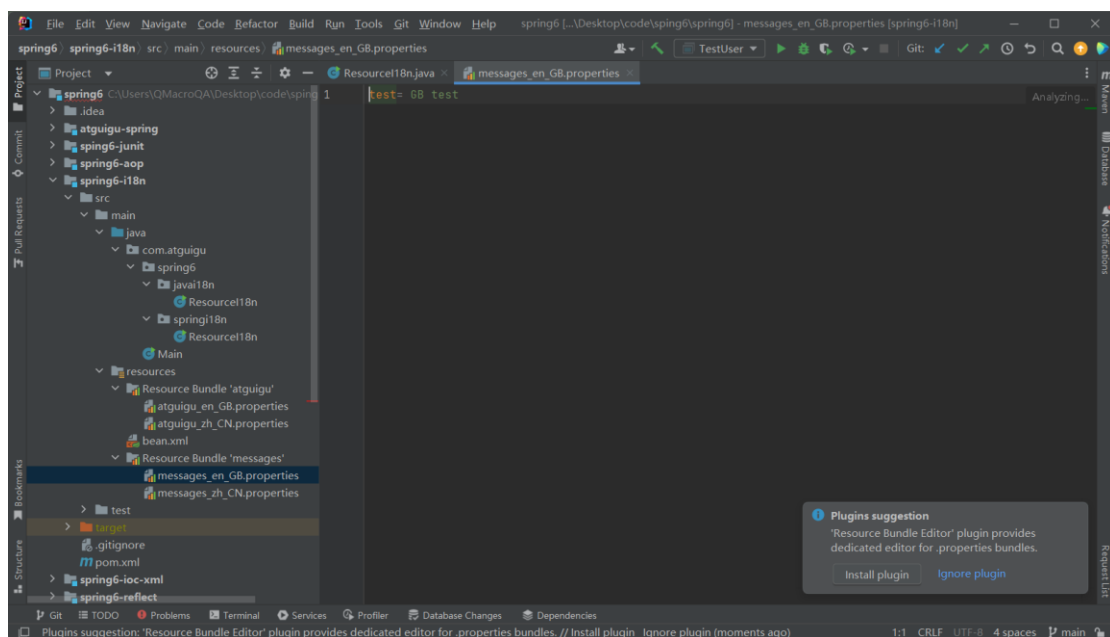 File Edit View Navigate Code Refactor Build Run Tools Git Window Help spring6 [...\Desktop\code\sping6\spring6] - messages_en_GB.properties [spring6-i18n]
spring6 spring6-i18n src main resources messages_en_GB.properties TestUser Git:
Project ResourceI18n.java messages_en_GB.properties
Project
Commit
Pull Requests
Bookmarks
Structure
spring6 C:\Users\QMacroQA\Desktop\code\sping
.idea
atguigu-spring
sping6-junit
spring6-aop
spring6-i18n
src
main
java
com.atguigu
spring6
javai18n
ResourceI18n
springi18n
ResourceI18n
Main
resources
Resource Bundle 'atguigu'
atguigu_en_GB.properties
atguigu_zh_CN.properties
bean.xml
Resource Bundle 'messages'
messages_en_GB.properties
messages_zh_CN.properties
test
target
.gitignore
pom.xml
spring6-ioc-xml
spring6-reflect
1 test= GB test
Analyzing...
Maven
Database
Notifications
Request List
Plugins suggestion
'Resource Bundle Editor' plugin provides
dedicated editor for .properties bundles.
Install plugin Ignore plugin
Git TODO Problems Terminal Services Profiler Database Changes Dependencies
Plugins suggestion: 'Resource Bundle Editor' plugin provides dedicated editor for .properties bundles. // Install plugin Ignore plugin (moments ago) 1:1 CRLF UTF-8 4 spaces main